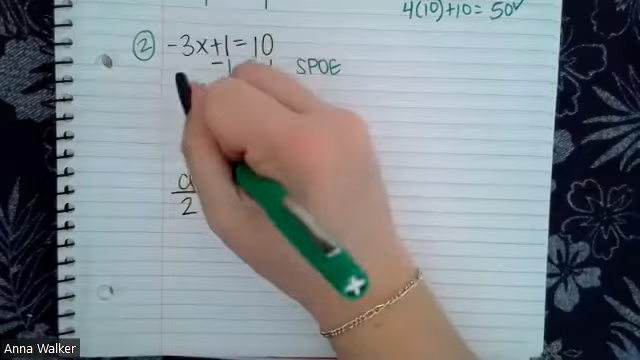 4(10)+10=50✓
② -3x+1=10
-1 -1 SPOE
a
2
Anna Walker